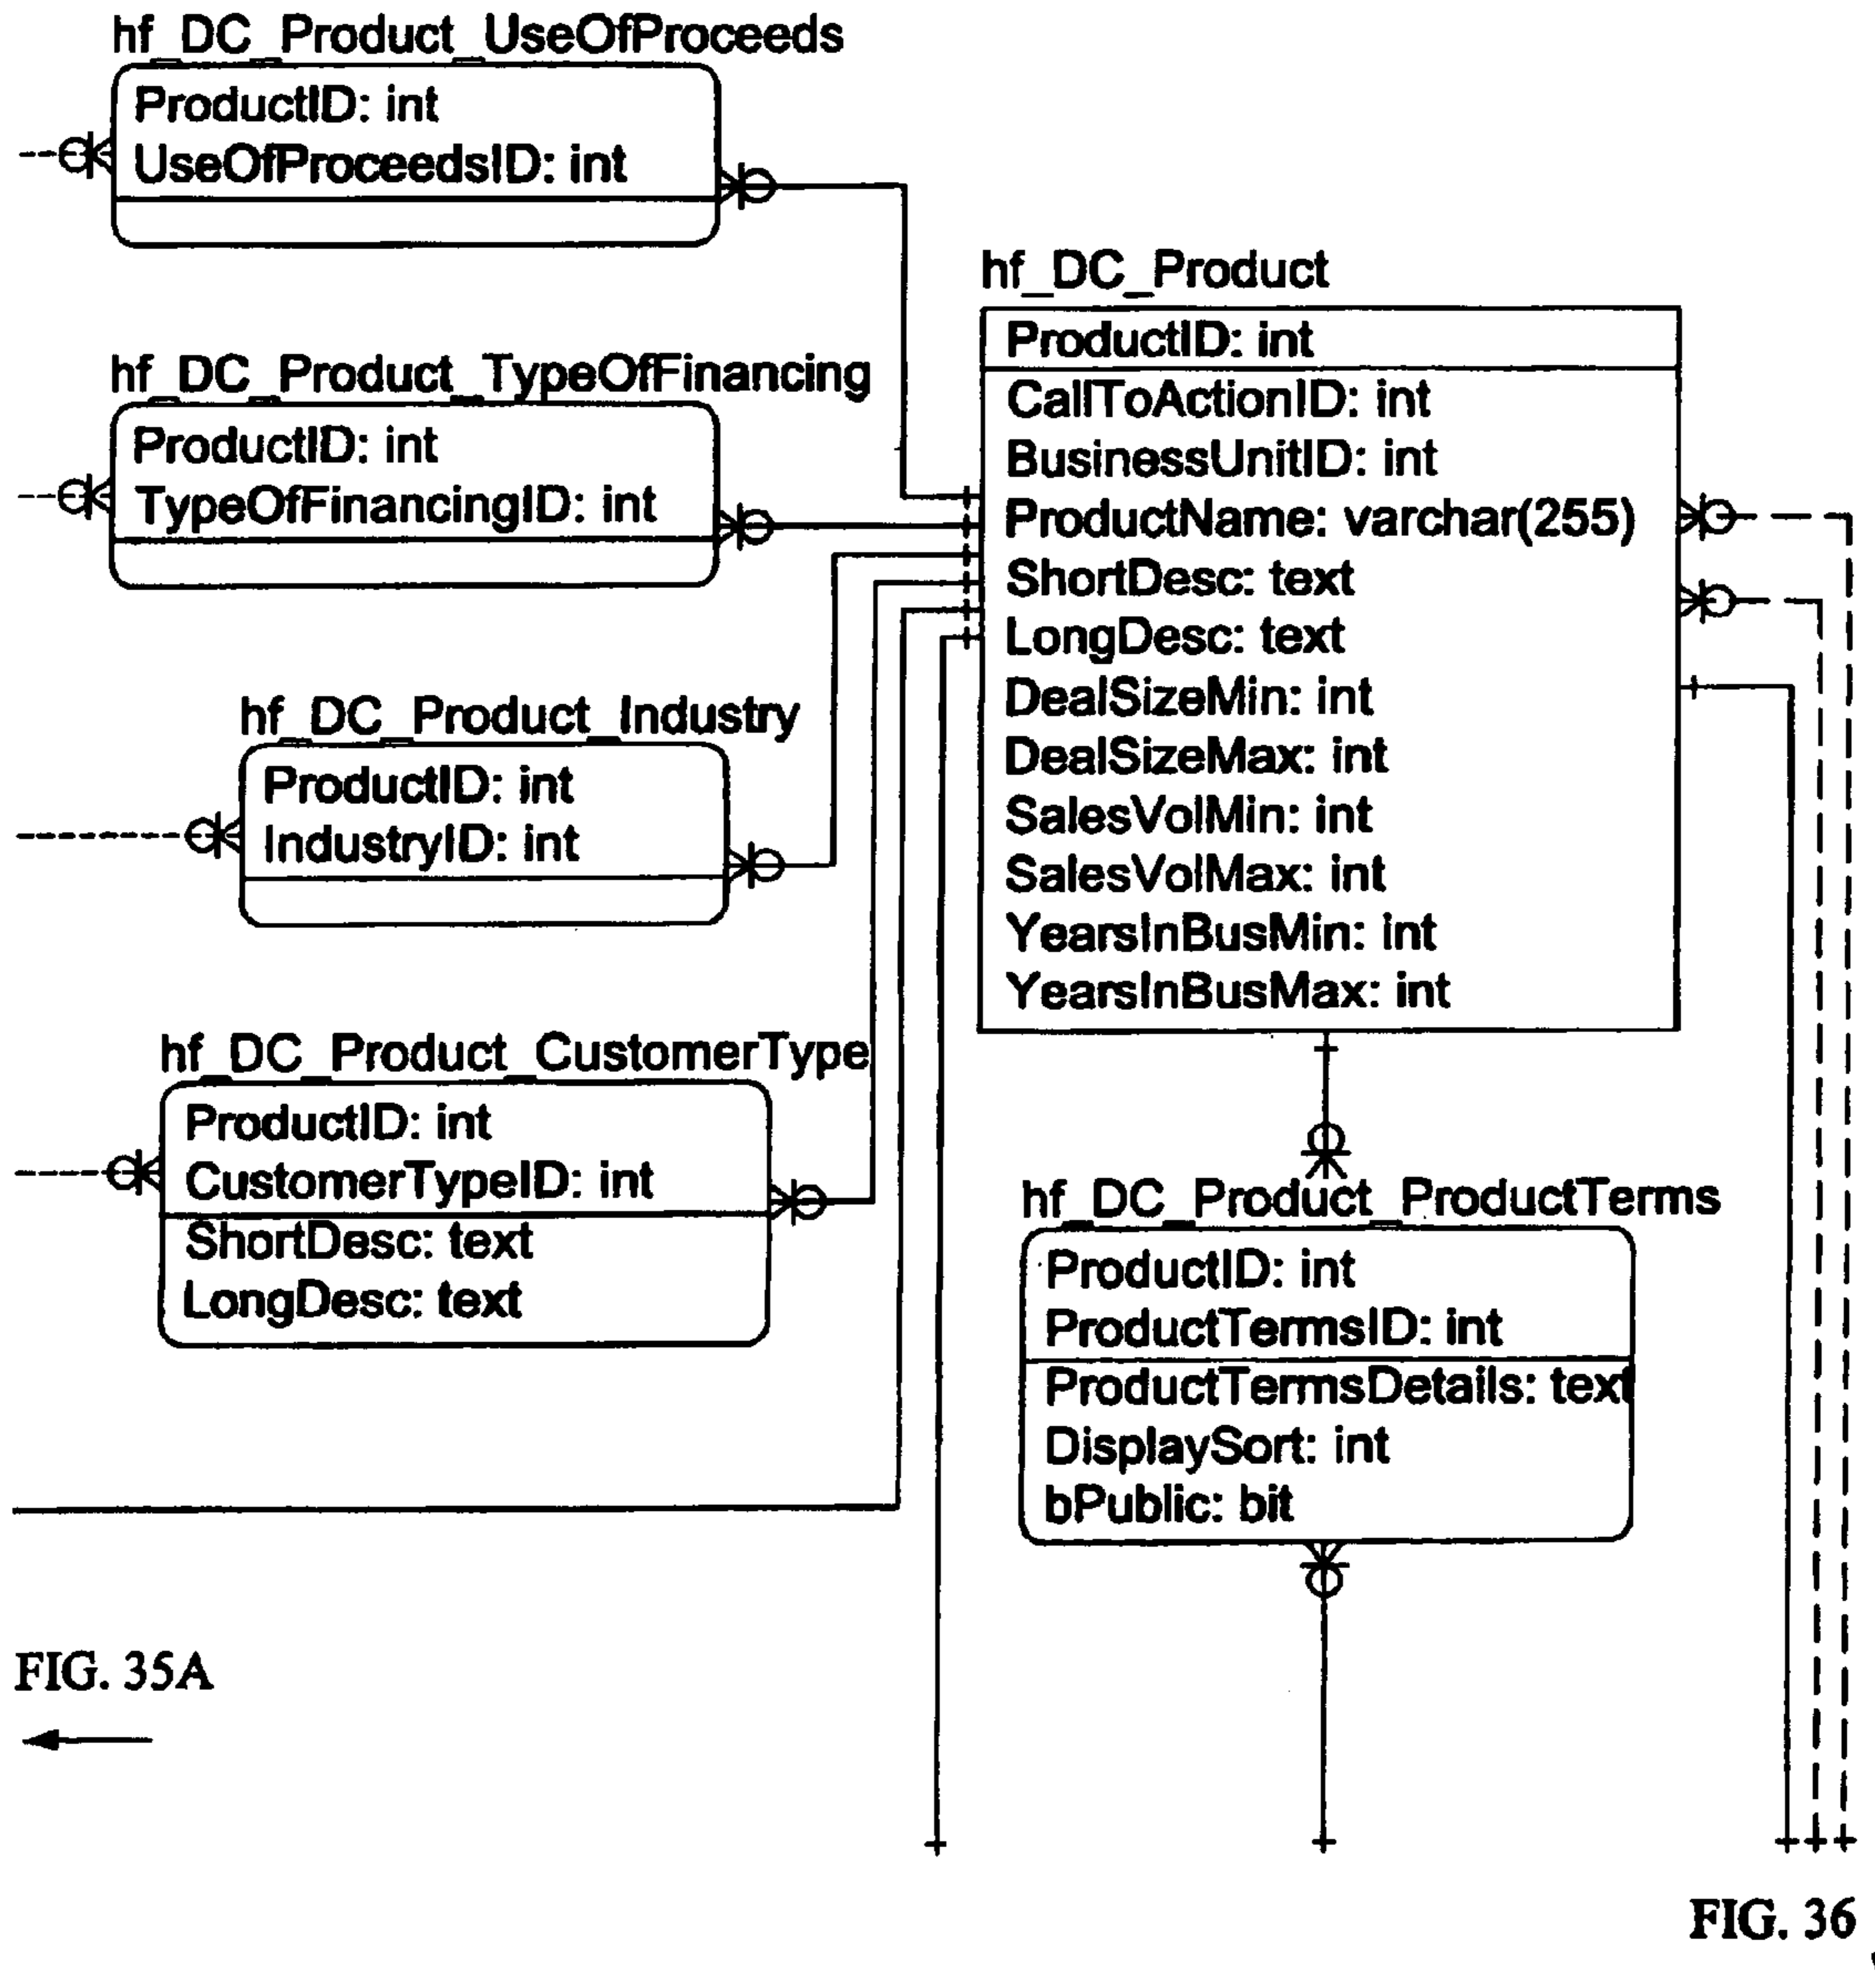 hf_DC_Product_UseOfProceeds
ProductID: int
UseOfProceedsID: int
hf_DC_Product_TypeOfFinancing
ProductID: int
TypeOfFinancingID: int
hf_DC_Product_Industry
ProductID: int
IndustryID: int
hf_DC_Product_CustomerType
ProductID: int
CustomerTypeID: int
ShortDesc: text
LongDesc: text
hf_DC_Product
ProductID: int
CallToActionID: int
BusinessUnitID: int
ProductName: varchar(255)
ShortDesc: text
LongDesc: text
DealSizeMin: int
DealSizeMax: int
SalesVolMin: int
SalesVolMax: int
YearsInBusMin: int
YearsInBusMax: int
hf_DC_Product_ProductTerms
ProductID: int
ProductTermsID: int
ProductTermsDetails: text
DisplaySort: int
bPublic: bit
FIG. 35A
FIG. 36